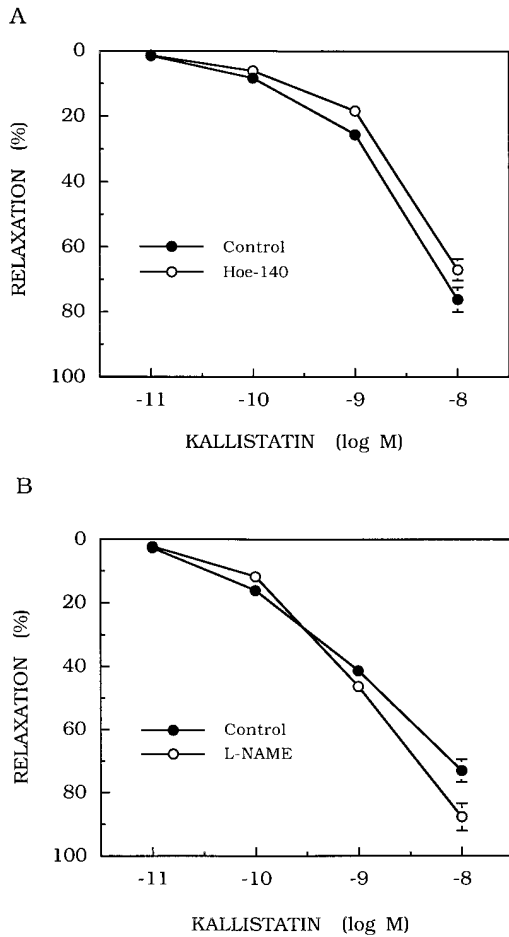 A
0
20
40
60
80
100
RELAXATION (%)
Control
Hoe-140
-11 -10 -9 -8
KALLISTATIN (log M)
B
0
20
40
60
80
100
RELAXATION (%)
Control
L-NAME
-11 -10 -9 -8
KALLISTATIN (log M)